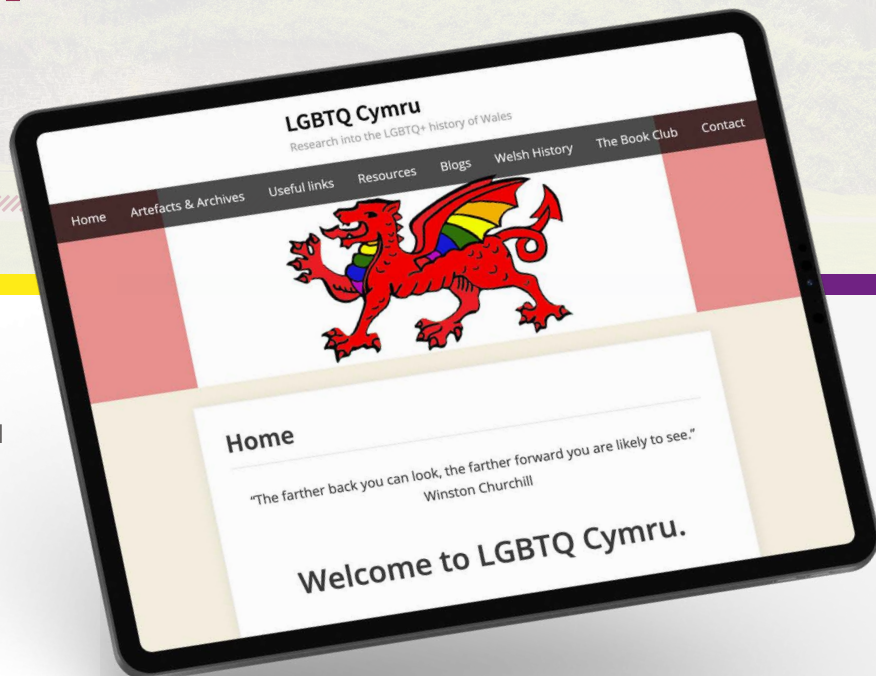 LGBTQ Cymru
Research into the LGBTQ+ history of Wales
Home Artefacts & Archives Useful links Resources Blogs Welsh History The Book Club Contact
Home
“The farther back you can look, the farther forward you are likely to see.”
Winston Churchill
Welcome to LGBTQ Cymru.